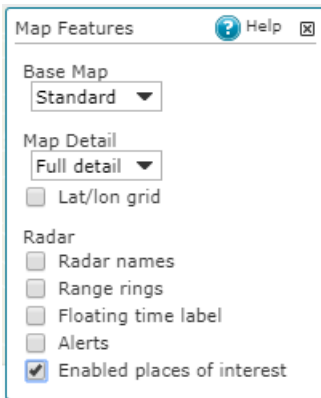 Map Features ? Help
Base Map
Standard
Map Detail
Full detail
Lat/lon grid
Radar
Radar names
Range rings
Floating time label
Alerts
Enabled places of interest